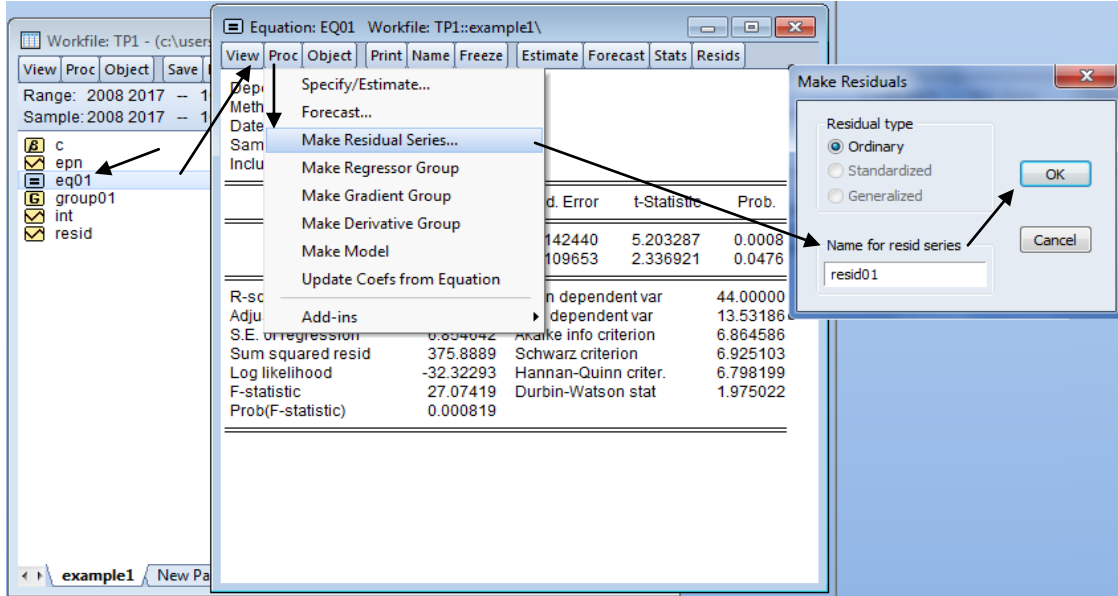 Workfile: TP1 - (c:\users
View Proc Object Save
Range: 2008 2017 -- 1
Sample: 2008 2017 -- 1
β c
epn
eq01
G group01
int
resid
example1 New Pa
Equation: EQ01 Workfile: TP1::example1\
View Proc Object Print Name Freeze Estimate Forecast Stats Resids
Depe
Meth
Date
Sam
Inclu
Specify/Estimate...
Forecast...
Make Residual Series...
Make Regressor Group
Make Gradient Group
Make Derivative Group
Make Model
Update Coefs from Equation
Add-ins
d. Error t-Statistic Prob.
142440 5.203287 0.0008
109653 2.336921 0.0476
R-sq n dependent var 44.00000
Adju dependent var 13.53186
S.E. of regression 6.854642 Akaike info criterion 6.864586
Sum squared resid 375.8889 Schwarz criterion 6.925103
Log likelihood -32.32293 Hannan-Quinn criter. 6.798199
F-statistic 27.07419 Durbin-Watson stat 1.975022
Prob(F-statistic) 0.000819
Make Residuals
Residual type
Ordinary
Standardized
Generalized
OK
Name for resid series
Cancel
resid01